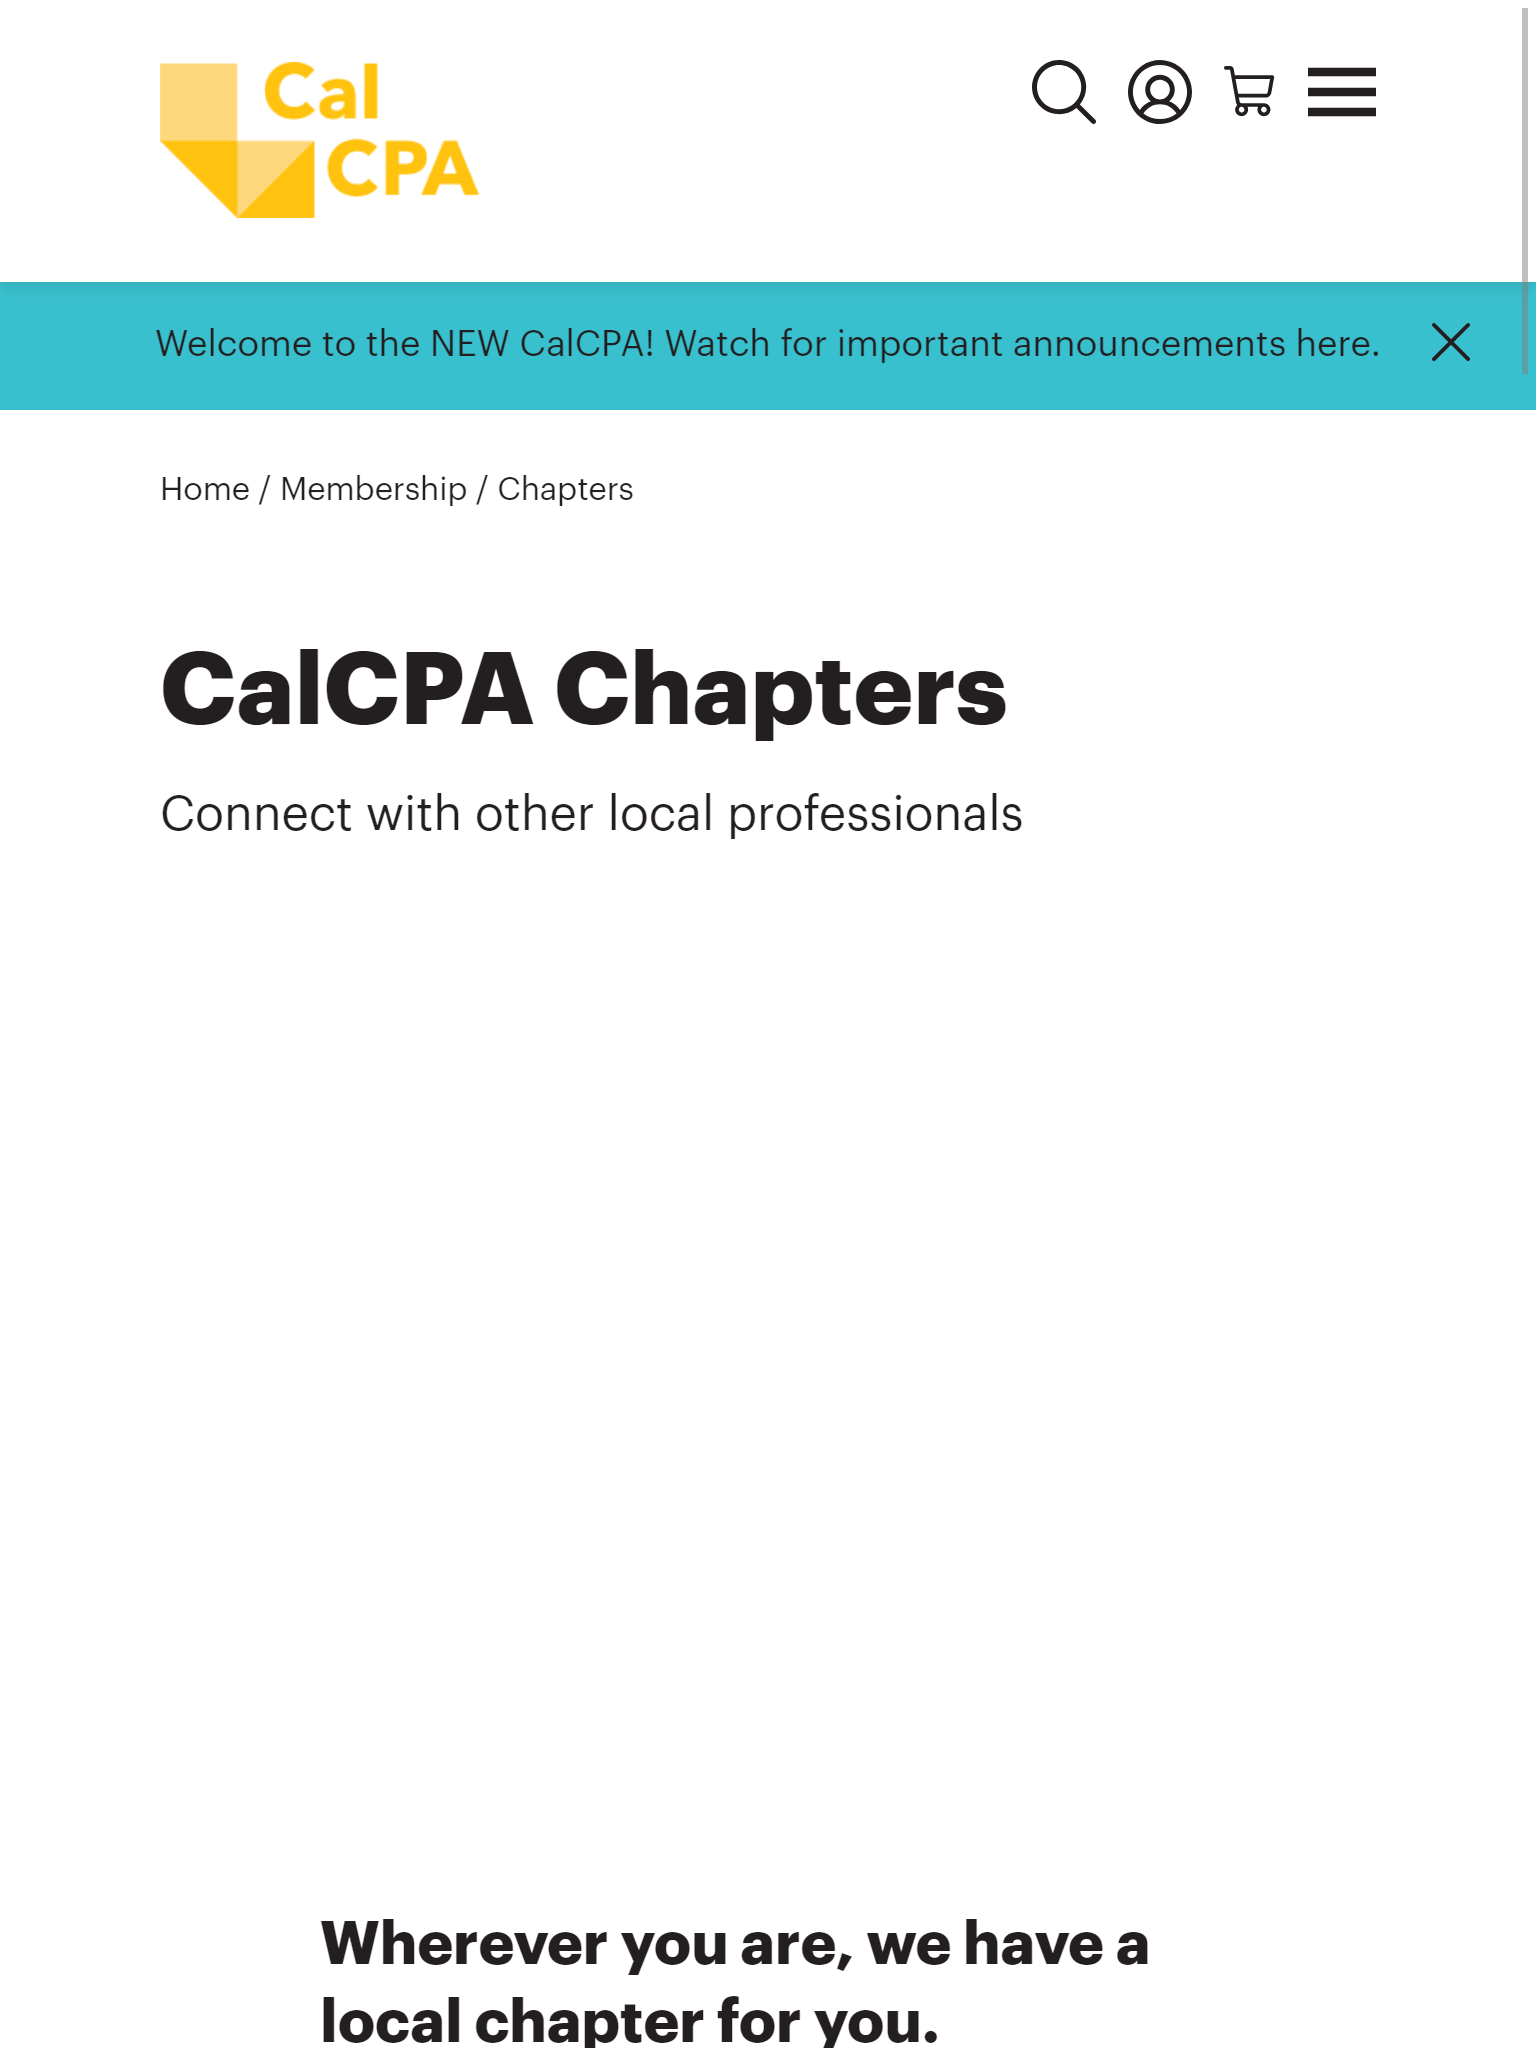 Cal
CPA
Welcome to the NEW CalCPA! Watch for important announcements here.
Home / Membership / Chapters
CalCPA Chapters
Connect with other local professionals
Wherever you are, we have a
local chapter for you.